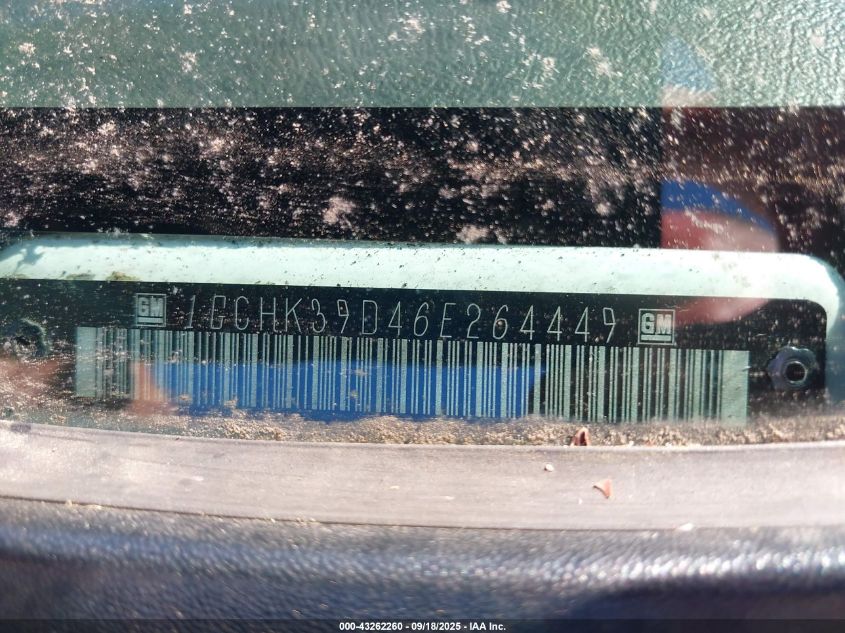 GM 1GCHK39D46E264449 GM
000-43262260 - 09/18/2025 - IAA Inc.